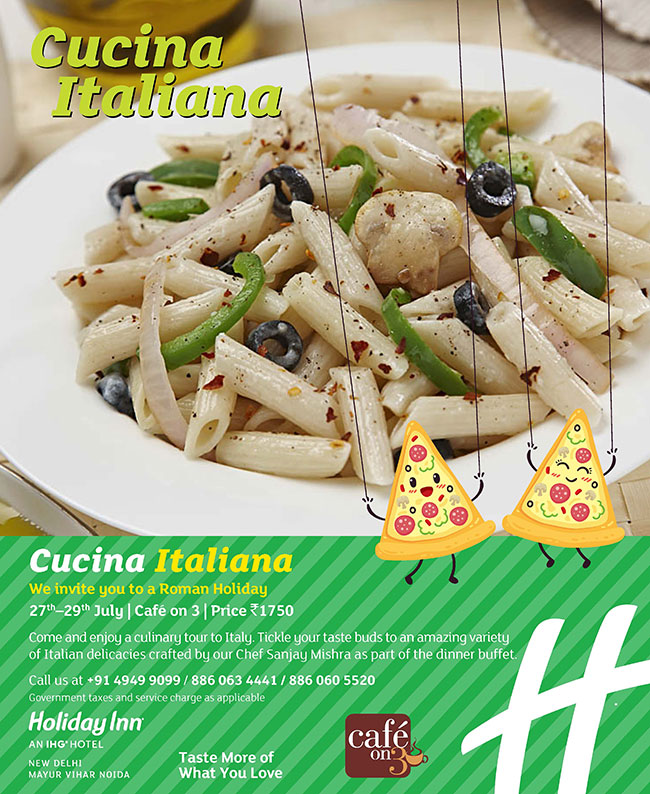 Cucina
Italiana
Cucina Italiana
We invite you to a Roman Holiday
27th–29th July | Café on 3 | Price ₹1750
Come and enjoy a culinary tour to Italy. Tickle your taste buds to an amazing variety
of Italian delicacies crafted by our Chef Sanjay Mishra as part of the dinner buffet.
Call us at +91 4949 9099 / 886 063 4441 / 886 060 5520
Government taxes and service charge as applicable
Holiday Inn®
AN IHG® HOTEL
NEW DELHI
MAYUR VIHAR NOIDA
Taste More of
What You Love
café
on3
H